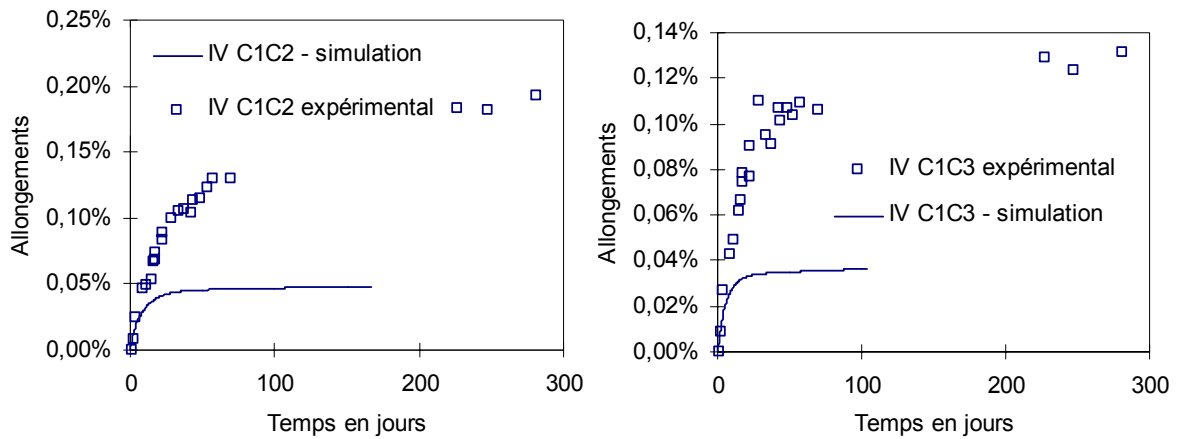 0,25%
0,20%
0,15%
0,10%
0,05%
0,00%
Allongements
IV C1C2 - simulation
IV C1C2 expérimental
0 100 200 300
Temps en jours
0,14%
0,12%
0,10%
0,08%
0,06%
0,04%
0,02%
0,00%
Allongements
IV C1C3 expérimental
IV C1C3 - simulation
0 100 200 300
Temps en jours